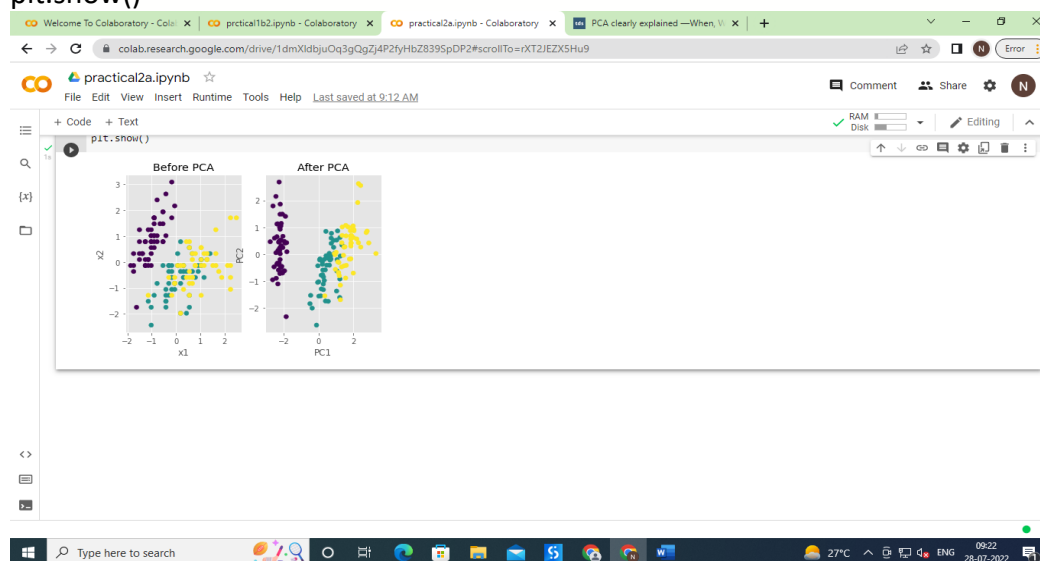 plt.show()
Welcome To Colaboratory - Cola
prctical1b2.ipynb - Colaboratory
practical2a.ipynb - Colaboratory
PCA clearly explained —When, W
colab.research.google.com/drive/1dmXIdbjuOq3gQgZj4P2fyHbZ839SpDP2#scrollTo=rXT2JEZX5Hu9
N
Error
practical2a.ipynb
File Edit View Insert Runtime Tools Help Last saved at 9:12 AM
Comment
Share
N
+ Code + Text
RAM
Disk
Editing
plt.show()
1s
{x}
Before PCA
After PCA
3
2
1
0
−1
−2
x2
−2 −1 0 1 2
x1
2
1
0
−1
−2
PC2
−2 0 2
PC1
Type here to search
27°C
ENG
09:22
28-07-2022